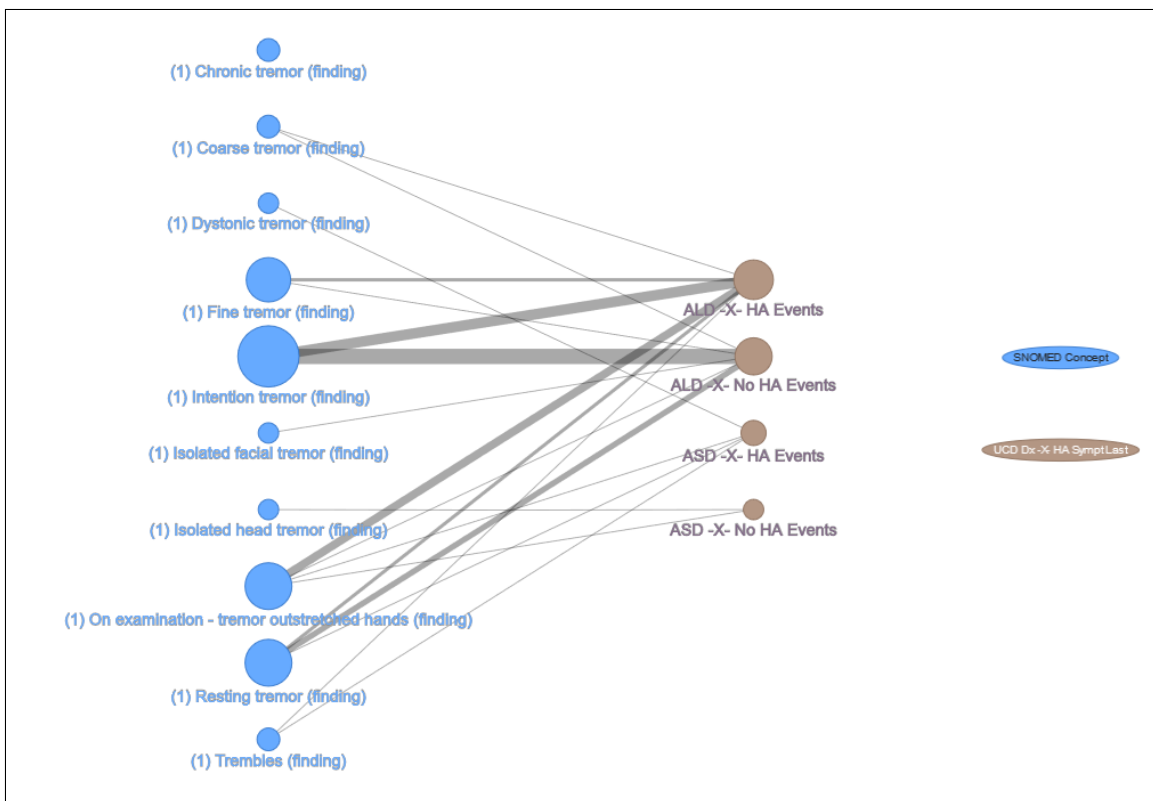 (1) Chronic tremor (finding)
(1) Coarse tremor (finding)
(1) Dystonic tremor (finding)
(1) Fine tremor (finding)
(1) Intention tremor (finding)
(1) Isolated facial tremor (finding)
(1) Isolated head tremor (finding)
(1) On examination - tremor outstretched hands (finding)
(1) Resting tremor (finding)
(1) Trembles (finding)
ALD -X- HA Events
ALD -X- No HA Events
ASD -X- HA Events
ASD -X- No HA Events
SNOMED Concept
UCD Dx -X- HA Sympt Last